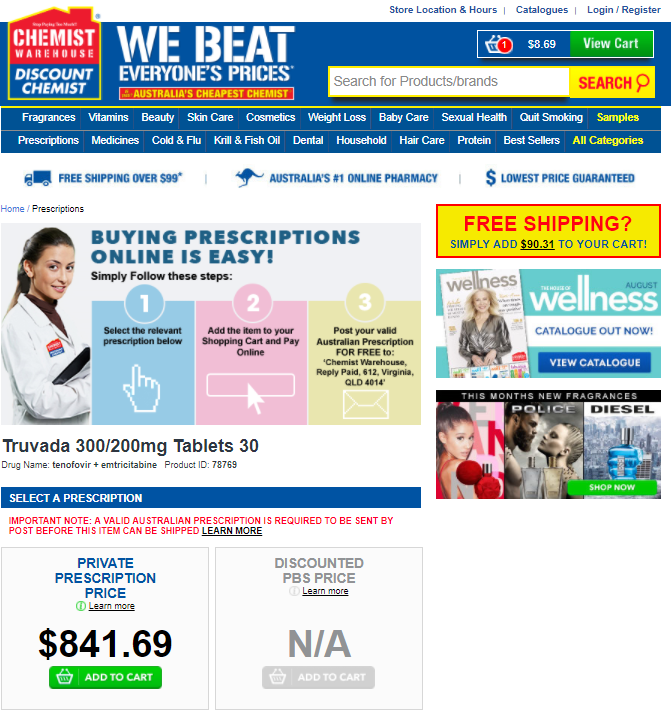 Store Location & Hours | Catalogues | Login / Register
Stop Paying Too Much!
CHEMIST
WAREHOUSE
DISCOUNT
CHEMIST
WE BEAT
EVERYONE'S PRICES
IS AUSTRALIA'S CHEAPEST CHEMIST
1 $8.69 View Cart
Search for Products/brands SEARCH
Fragrances Vitamins Beauty Skin Care Cosmetics Weight Loss Baby Care Sexual Health Quit Smoking Samples
Prescriptions Medicines Cold & Flu Krill & Fish Oil Dental Household Hair Care Protein Best Sellers All Categories
FREE SHIPPING OVER $99* | AUSTRALIA'S #1 ONLINE PHARMACY | $ LOWEST PRICE GUARANTEED
Home / Prescriptions
BUYING PRESCRIPTIONS
ONLINE IS EASY!
Simply Follow these steps:
1
Select the relevant
prescription below
2
Add the item to your
Shopping Cart and Pay
Online
3
Post your valid
Australian Prescription
FOR FREE to:
'Chemist Warehouse,
Reply Paid, 612, Virginia,
QLD 4014'
Truvada 300/200mg Tablets 30
Drug Name: tenofovir + emtricitabine Product ID: 78769
SELECT A PRESCRIPTION
IMPORTANT NOTE: A VALID AUSTRALIAN PRESCRIPTION IS REQUIRED TO BE SENT BY
POST BEFORE THIS ITEM CAN BE SHIPPED LEARN MORE
PRIVATE
PRESCRIPTION
PRICE
Learn more
$841.69
ADD TO CART
DISCOUNTED
PBS PRICE
Learn more
N/A
ADD TO CART
FREE SHIPPING?
SIMPLY ADD $90.31 TO YOUR CART!
wellness
THE HOUSE OF
wellness
AUGUST
CATALOGUE OUT NOW!
VIEW CATALOGUE
THIS MONTHS NEW FRAGRANCES
POLICE
DIESEL
SHOP NOW